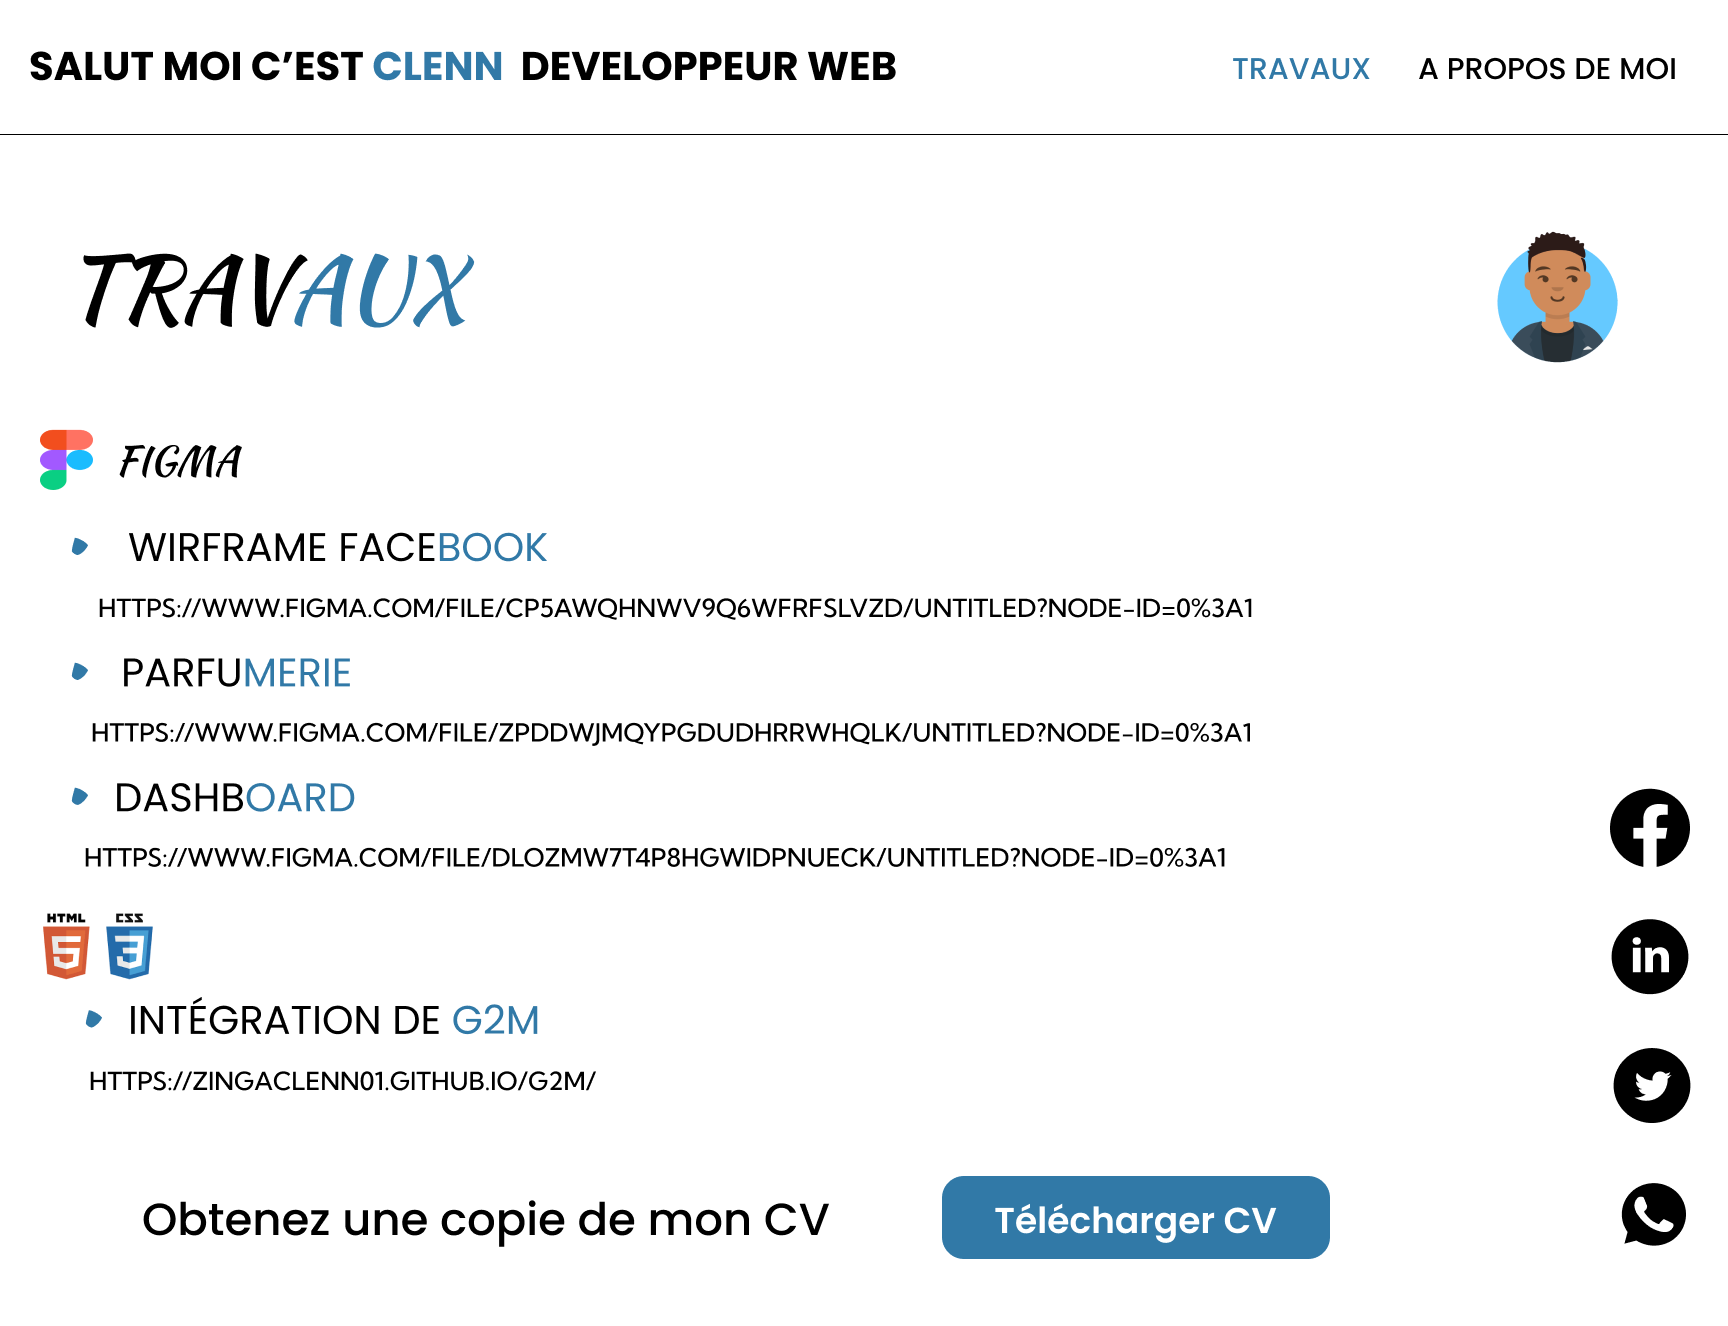 SALUT MOI C’EST CLENN DEVELOPPEUR WEB
TRAVAUX A PROPOS DE MOI
TRAVAUX
FIGMA
WIRFRAME FACEBOOK
HTTPS://WWW.FIGMA.COM/FILE/CP5AWQHNWV9Q6WFRFSLVZD/UNTITLED?NODE-ID=0%3A1
PARFUMERIE
HTTPS://WWW.FIGMA.COM/FILE/ZPDDWJMQYPGDUDHRRWHQLK/UNTITLED?NODE-ID=0%3A1
DASHBOARD
HTTPS://WWW.FIGMA.COM/FILE/DLOZMW7T4P8HGWIDPNUECK/UNTITLED?NODE-ID=0%3A1
HTML CSS
5 3
INTÉGRATION DE G2M
HTTPS://ZINGACLENN01.GITHUB.IO/G2M/
in
Obtenez une copie de mon CV
Télécharger CV